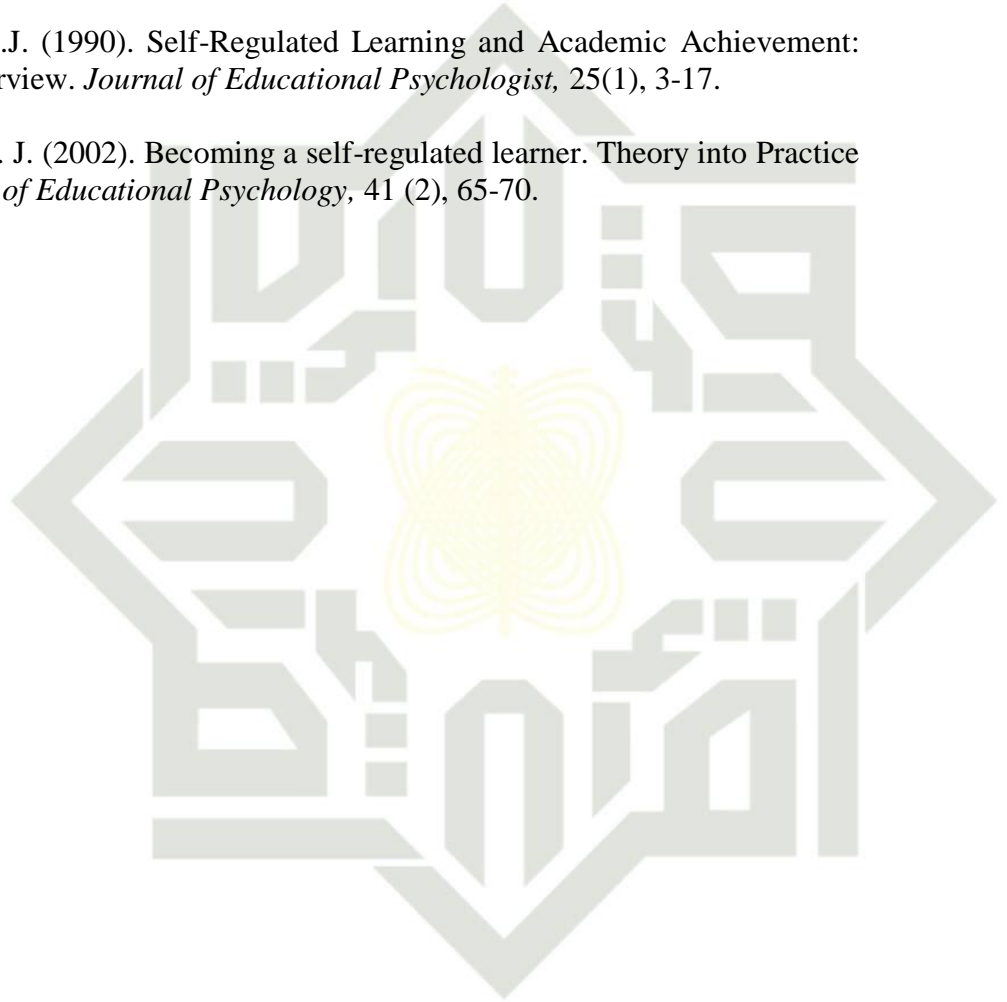 .J. (1990). Self-Regulated Learning and Academic Achievement:
rview. Journal of Educational Psychologist, 25(1), 3-17.
. J. (2002). Becoming a self-regulated learner. Theory into Practice
of Educational Psychology, 41 (2), 65-70.